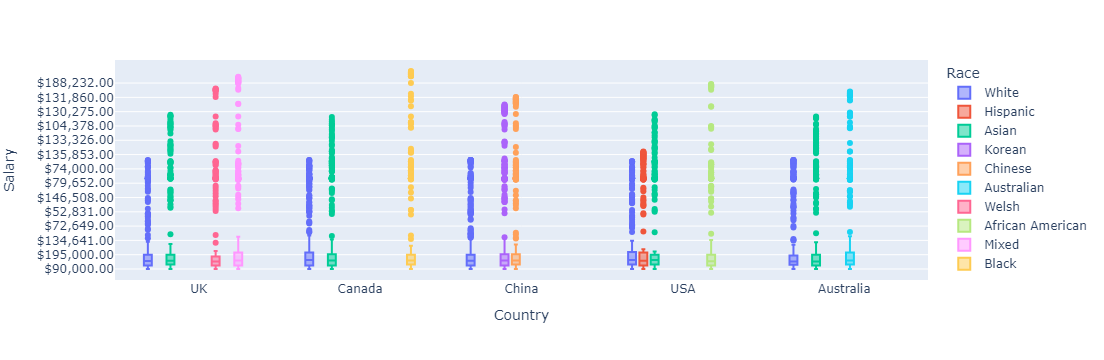 Salary
$188,232.00
$131,860.00
$130,275.00
$104,378.00
$133,326.00
$135,853.00
$74,000.00
$79,652.00
$146,508.00
$52,831.00
$72,649.00
$134,641.00
$195,000.00
$90,000.00
UK
Canada
China
USA
Australia
Country
Race
White
Hispanic
Asian
Korean
Chinese
Australian
Welsh
African American
Mixed
Black